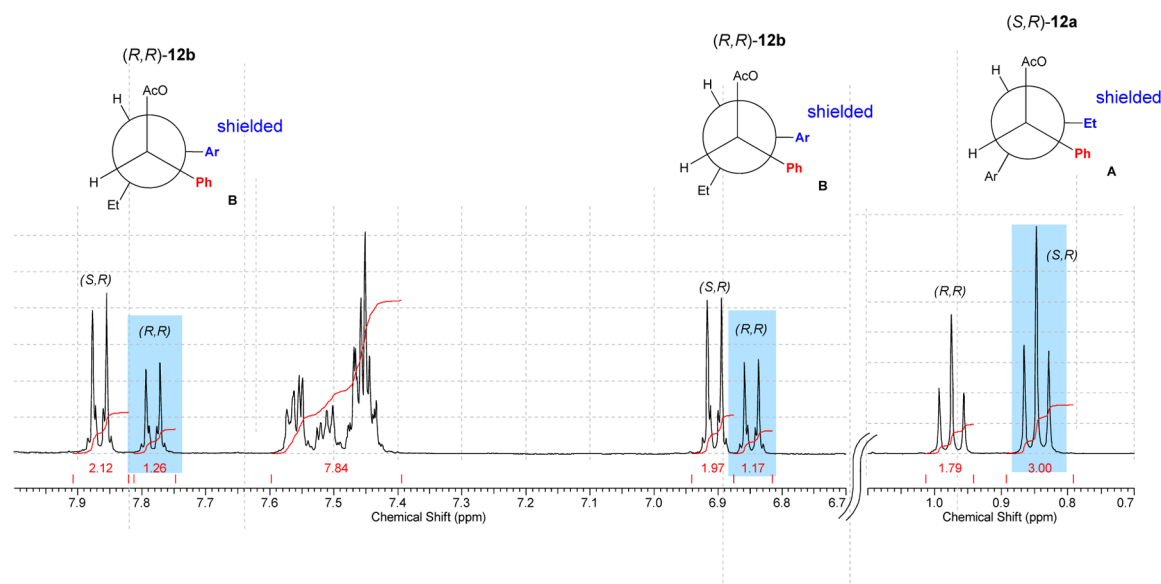 (R,R)-12b
AcO
H
shielded
Ar
H
Ph
Et
B
(R,R)-12b
AcO
H
shielded
Ar
H
Ph
Et
B
(S,R)-12a
AcO
H
shielded
Et
H
Ph
Ar
A
(S,R)
(R,R)
(S,R)
(R,R)
(R,R)
(S,R)
2.12 1.26 7.84 1.97 1.17 1.79 3.00
7.9 7.8 7.7 7.6 7.5 7.4 7.3 7.2 7.1 7.0 6.9 6.8 6.7 1.0 0.9 0.8 0.7
Chemical Shift (ppm) Chemical Shift (ppm)